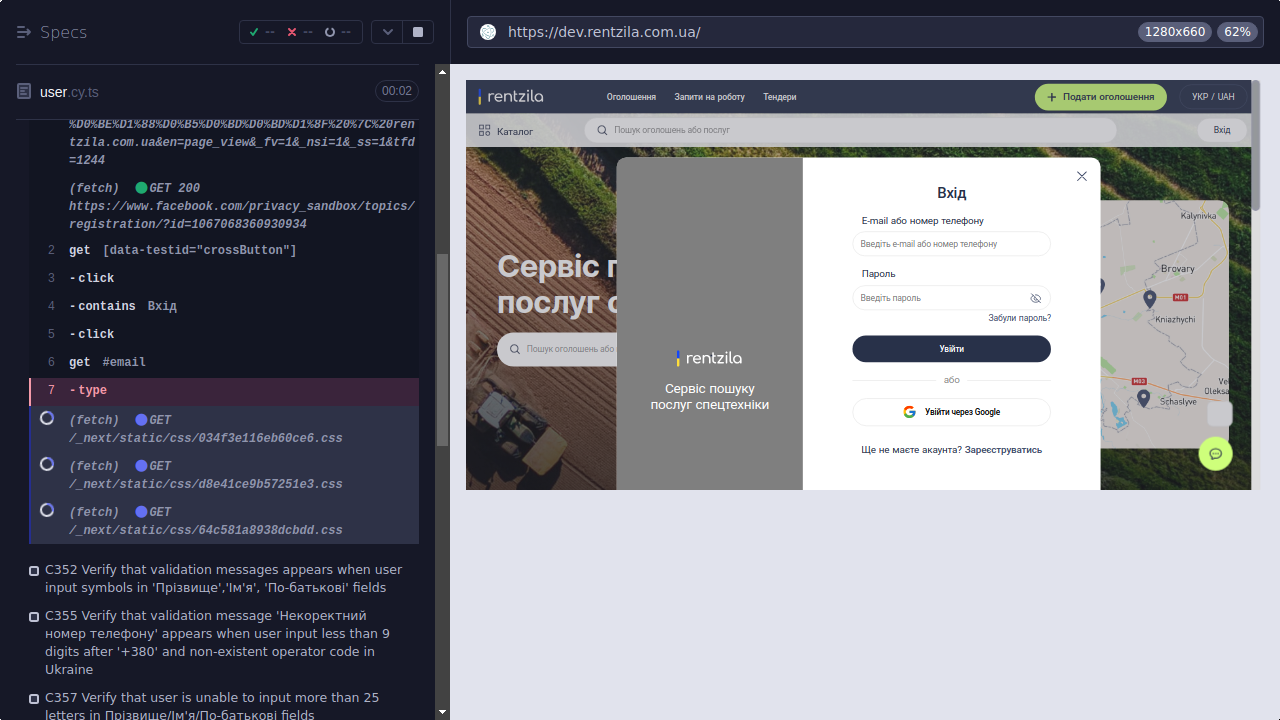 Specs
--
--
--
https://dev.rentzila.com.ua/
1280x660
62%
user.cy.ts
00:02
%D0%BE%D1%88%D0%B5%D0%BD%D0%BD%D1%8F%20%7C%20ren
tzila.com.ua&en=page_view&_fv=1&_nsi=1&_ss=1&tfd
=1244
(fetch) GET 200
https://www.facebook.com/privacy_sandbox/topics/
registration/?id=1067068360930934
2 get [data-testid="crossButton"]
3 -click
4 -contains Вхід
5 -click
6 get #email
7 -type
(fetch) GET
/_next/static/css/034f3e116eb60ce6.css
(fetch) GET
/_next/static/css/d8e41ce9b57251e3.css
(fetch) GET
/_next/static/css/64c581a8938dcbdd.css
C352 Verify that validation messages appears when user
input symbols in 'Прізвище','Ім'я', 'По-батькові' fields
C355 Verify that validation message 'Некоректний
номер телефону' appears when user input less than 9
digits after '+380' and non-existent operator code in
Ukraine
C357 Verify that user is unable to input more than 25
letters in Прізвище/Ім'я/По-батькові fields
rentzila
Оголошення
Запити на роботу
Тендери
+ Подати оголошення
УКР / UAH
Каталог
Пошук оголошень або послуг
Вхід
Сервіс п
послуг с
Пошук оголошень або
rentzila
Сервіс пошуку
послуг спецтехніки
Вхід
E-mail або номер телефону
Введіть e-mail або номер телефону
Пароль
Введіть пароль
Забули пароль?
Увійти
або
Увійти через Google
Ще не маєте акаунта? Зареєструватись
Kalynivka
Brovary
M01
Kniazhychi
M03
Vel
Oleksa
Schaslyve